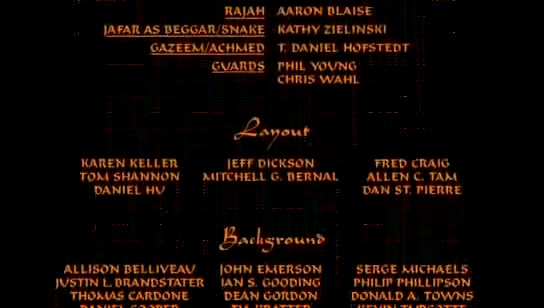 RAJAH AARON BLAISE
JAFAR AS BEGGAR/SNAKE KATHY ZIELINSKI
GAZEEM/ACHMED T. DANIEL HOFSTEDT
GUARDS PHIL YOUNG
CHRIS WAHL
Layout
KAREN KELLER JEFF DICKSON FRED CRAIG
TOM SHANNON MITCHELL G. BERNAL ALLEN C. TAM
DANIEL HU DAN ST. PIERRE
Background
ALLISON BELLIVEAU JOHN EMERSON SERGE MICHAELS
JUSTIN L. BRANDSTATER IAN S. GOODING PHILIP PHILLIPSON
THOMAS CARDONE DEAN GORDON DONALD A. TOWNS
DANIEL COOPER